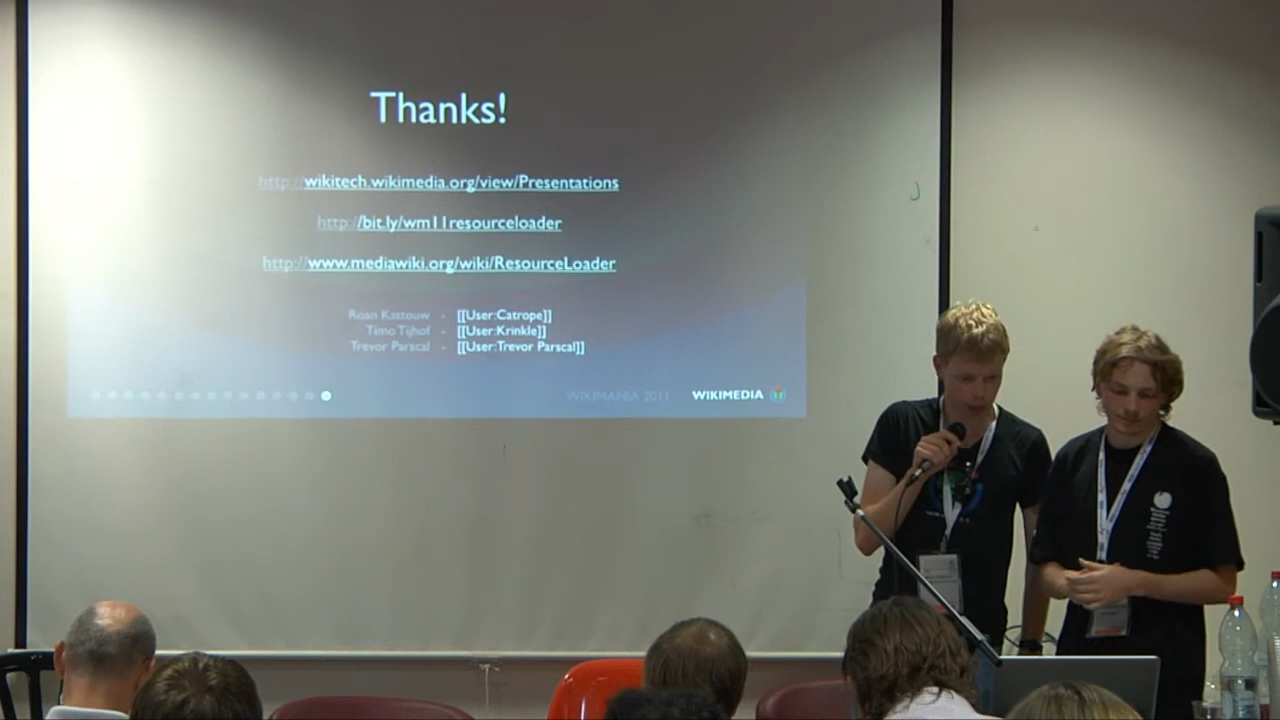 Thanks!
http://wikitech.wikimedia.org/view/Presentations
http://bit.ly/wm11resourceloader
http://www.mediawiki.org/wiki/ResourceLoader
Roan Kattouw - [[User:Catrope]]
Timo Tijhof - [[User:Krinkle]]
Trevor Parscal - [[User:Trevor Parscal]]
WIKIMANIA 2011 WIKIMEDIA